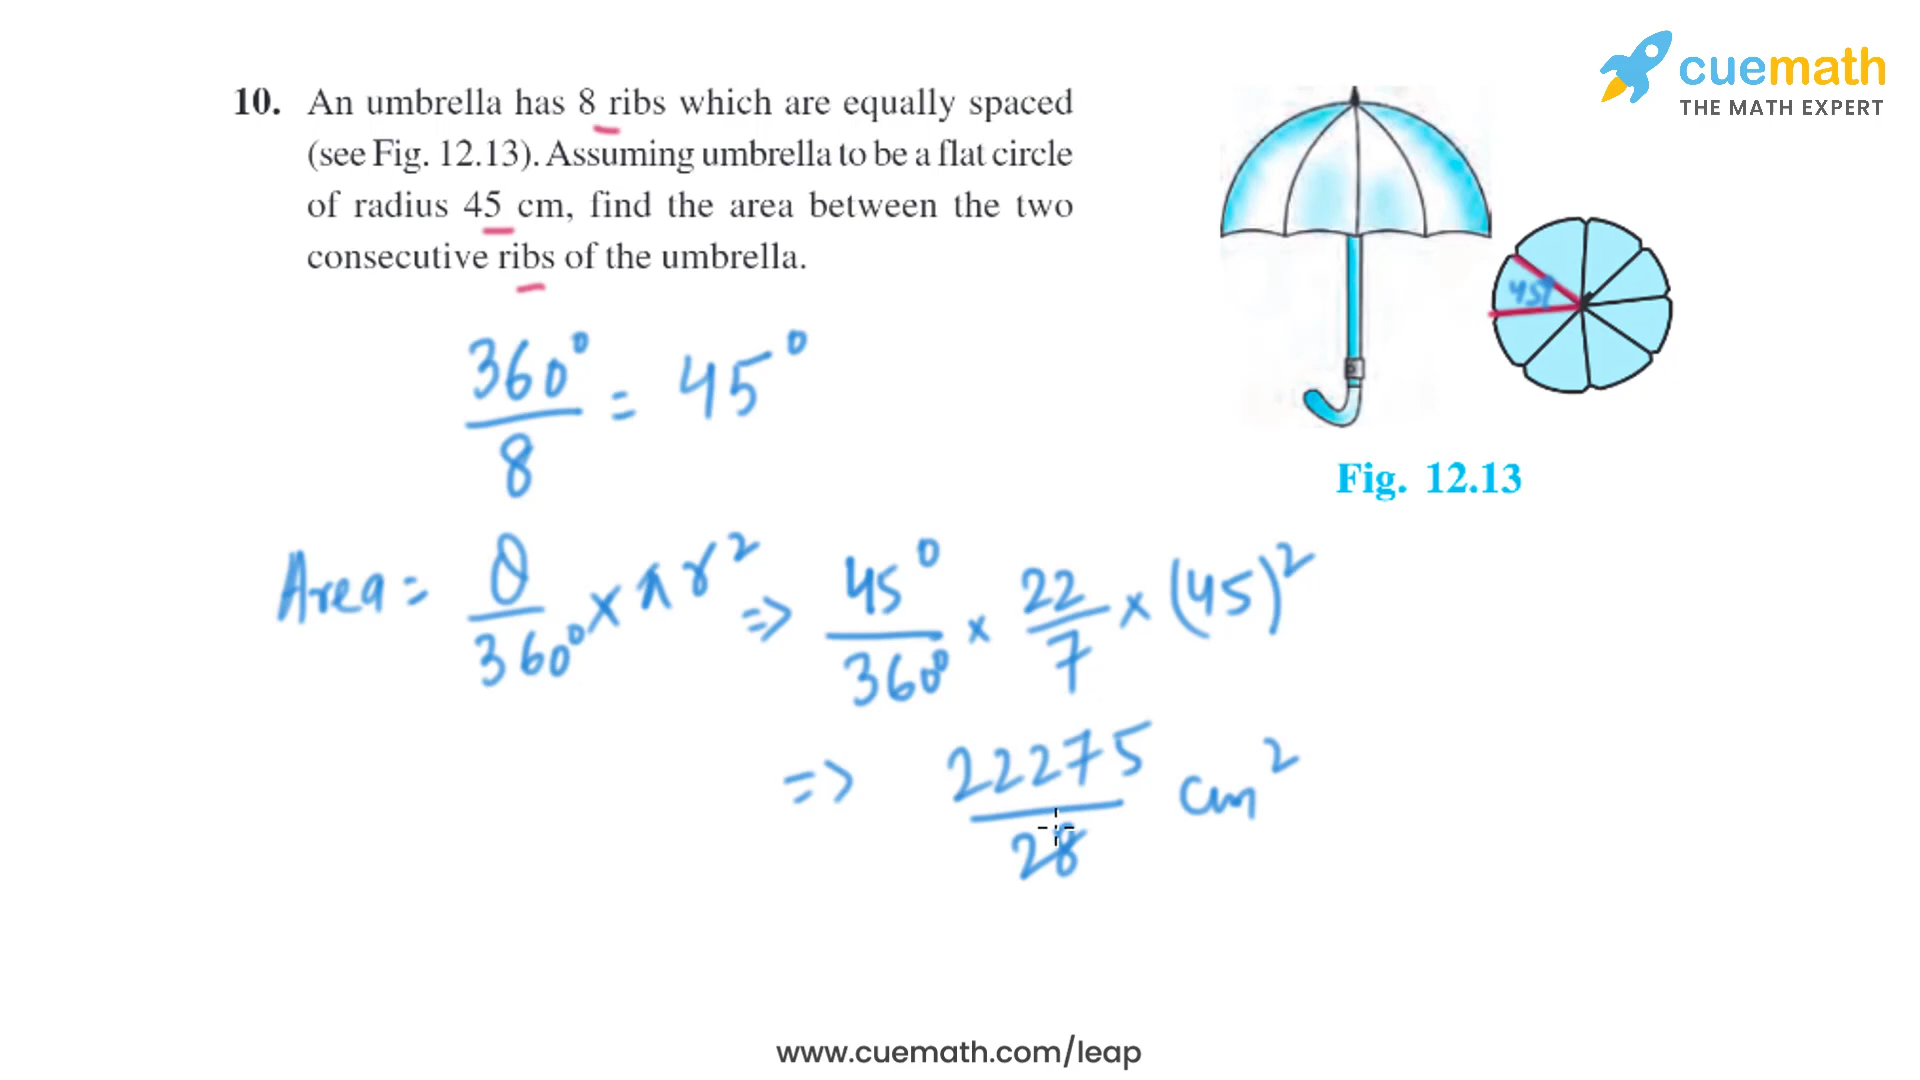 cuemath
THE MATH EXPERT
10. An umbrella has 8 ribs which are equally spaced
(see Fig. 12.13). Assuming umbrella to be a flat circle
of radius 45 cm, find the area between the two
consecutive ribs of the umbrella.
45°
360°/8 = 45°
Fig. 12.13
Area = θ/360° × πr² => 45°/360° × 22/7 × (45)²
=> 22275/28 cm²
www.cuemath.com/leap